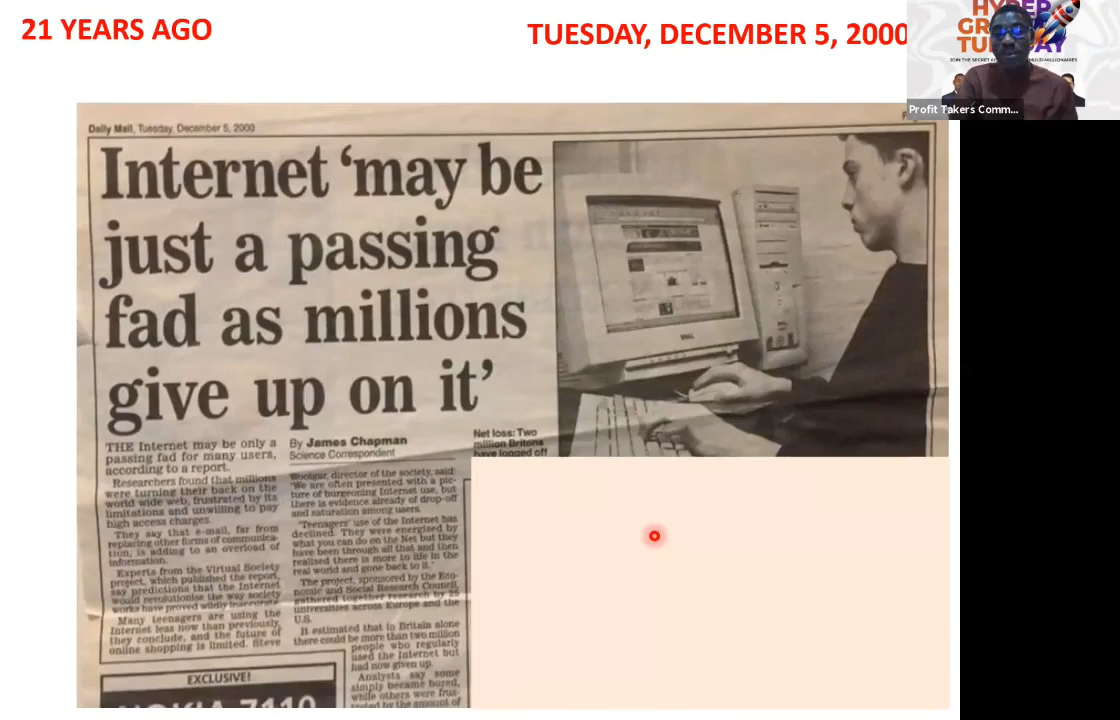 21 YEARS AGO
TUESDAY, DECEMBER 5, 2000
HYPER
Profit Takers Comm...
Daily Mail, Tuesday, December 5, 2000
Internet ‘may be
just a passing
fad as millions
give up on it’
THE Internet may be only a
passing fad for many users,
according to a report.
Researchers found that millions
were turning their back on the
world wide web, frustrated by its
limitations and unwilling to pay
high access charges.
They say that e-mail, far from
replacing other forms of communica-
tion, is adding to an overload of
information.
Experts from the Virtual Society
project, which published the report,
say predictions that the Internet
would revolutionise the way society
works have proved wildly inaccurate.
Many teenagers are using the
Internet less now than previously,
they conclude, and the future of
online shopping is limited. Steve
EXCLUSIVE!
NOKIA 7110
By James Chapman
Science Correspondent
Woolgar, director of the society, said:
'We are often presented with a pic-
ture of burgeoning Internet use, but
there is evidence already of drop-off
and saturation among users.
'Teenagers' use of the Internet has
declined. They were energised by
what you can do on the Net but they
have been through all that and then
realised there is more to life in the
real world and gone back to it.'
The project, sponsored by the Eco-
nomic and Social Research Council,
gathered together research by 25
universities across Europe and the
U.S.
It estimated that in Britain alone
there could be more than two million
people who regularly
used the Internet but
had now given up.
Analysts say some
simply became bored,
while others were frus-
trated by the amount of
Net loss: Two
million Britons
have logged off
DELL